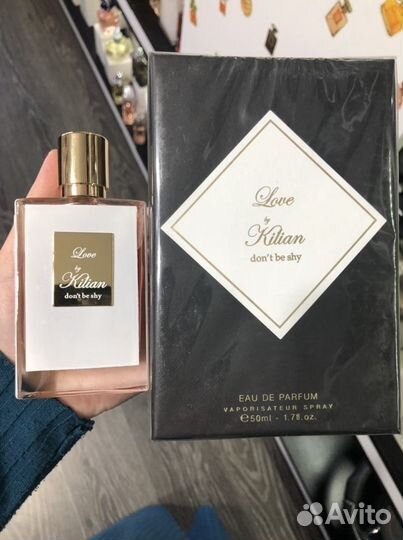 Love
by
Kilian
don't be shy
Love
by
Kilian
don't be shy
EAU DE PARFUM
VAPORISATEUR SPRAY
℮50ml - 1.7fl.oz.
Avito